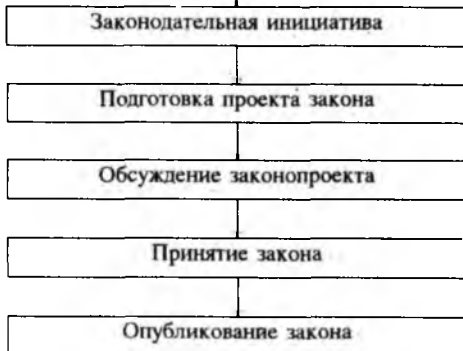 Законодательная инициатива
Подготовка проекта закона
Обсуждение законопроекта
Принятие закона
Опубликование закона